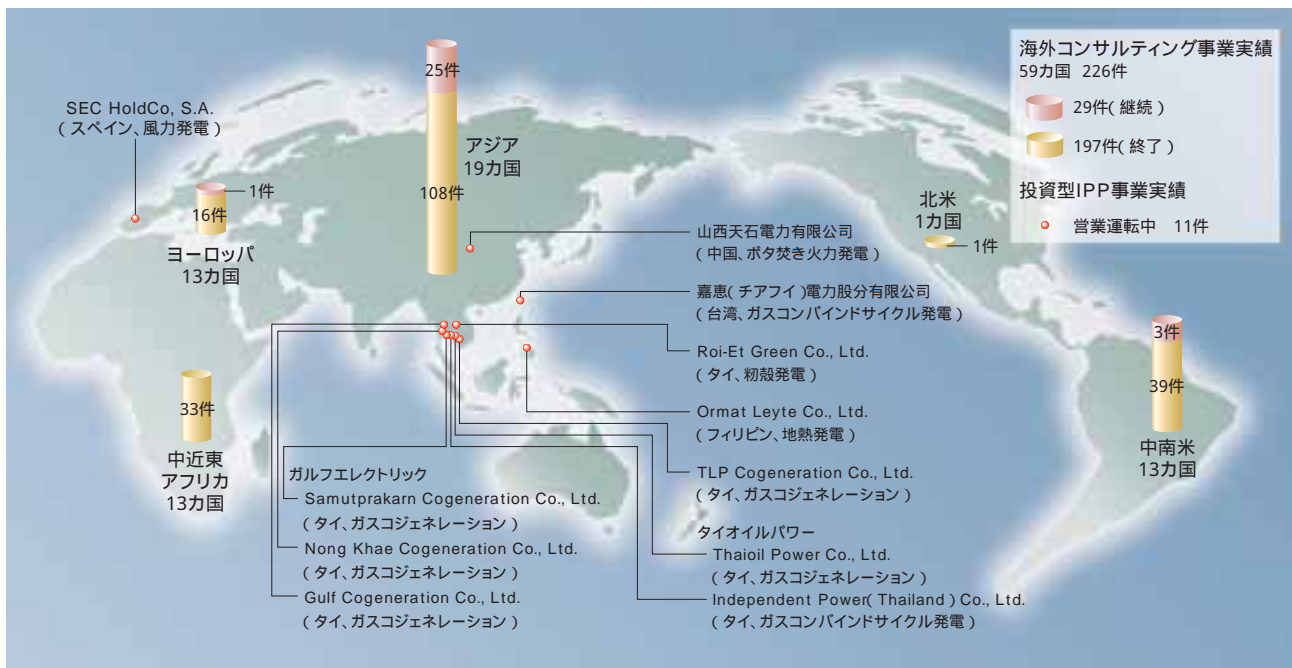 海外コンサルティング事業実績
59カ国 226件
29件(継続)
197件(終了)
投資型IPP事業実績
営業運転中 11件
SEC HoldCo, S.A.
(スペイン、風力発電)
1件
16件
ヨーロッパ
13カ国
25件
108件
アジア
19カ国
北米
1カ国
1件
33件
中近東
アフリカ
13カ国
3件
39件
中南米
13カ国
山西天石電力有限公司
(中国、ボタ焚き火力発電)
嘉恵(チアフイ)電力股分有限公司
(台湾、ガスコンバインドサイクル発電)
Roi-Et Green Co., Ltd.
(タイ、籾殻発電)
Ormat Leyte Co., Ltd.
(フィリピン、地熱発電)
TLP Cogeneration Co., Ltd.
(タイ、ガスコジェネレーション)
タイオイルパワー
Thaioil Power Co., Ltd.
(タイ、ガスコジェネレーション)
Independent Power(Thailand)Co., Ltd.
(タイ、ガスコンバインドサイクル発電)
ガルフエレクトリック
Samutprakarn Cogeneration Co., Ltd.
(タイ、ガスコジェネレーション)
Nong Khae Cogeneration Co., Ltd.
(タイ、ガスコジェネレーション)
Gulf Cogeneration Co., Ltd.
(タイ、ガスコジェネレーション)